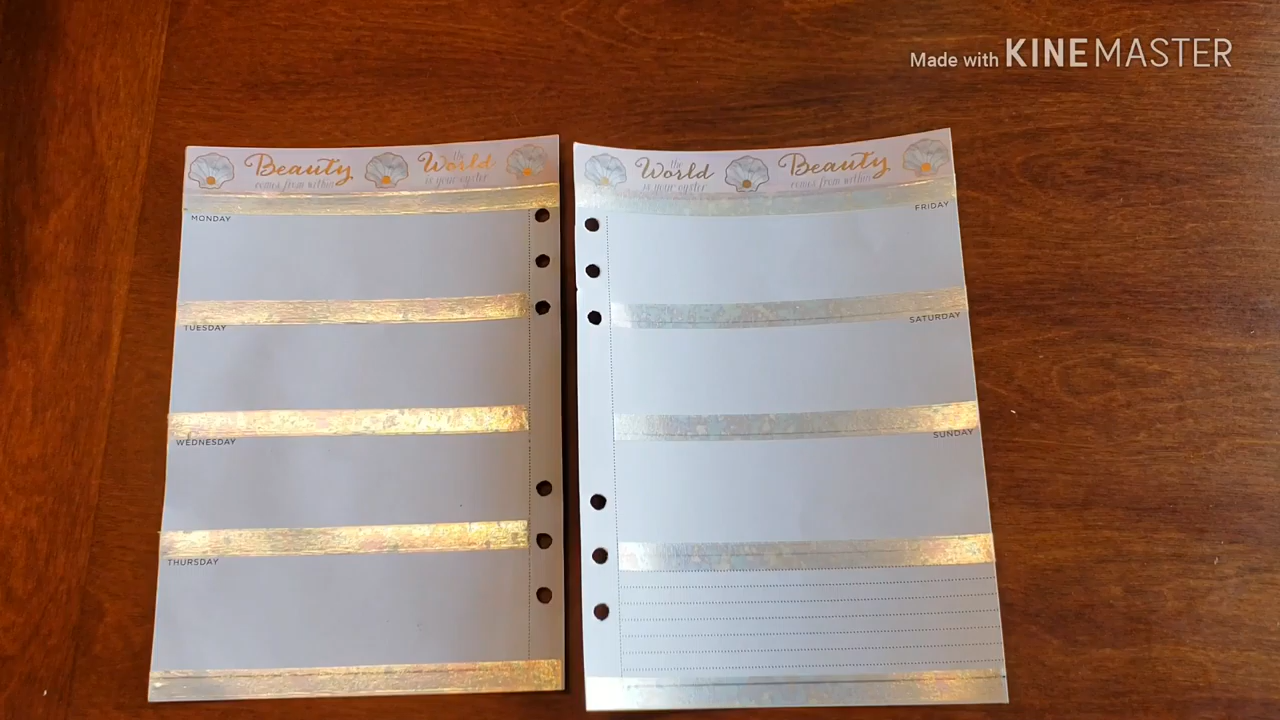 Made with KINEMASTER
Beauty
comes from within
the
World
is your oyster
MONDAY
TUESDAY
WEDNESDAY
THURSDAY
the
World
is your oyster
Beauty
comes from within
FRIDAY
SATURDAY
SUNDAY